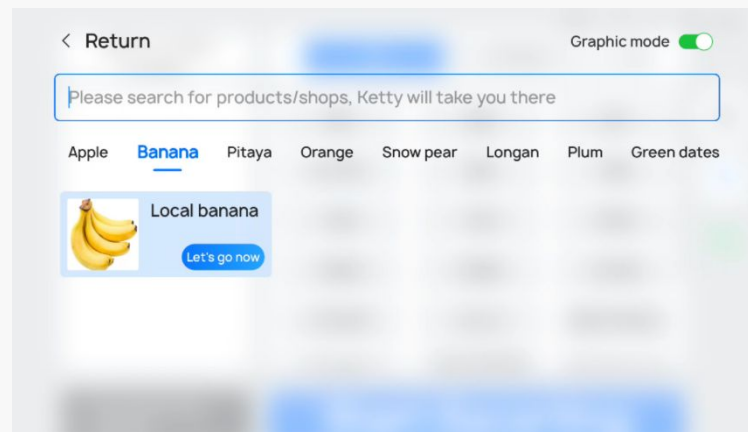 Return
Graphic mode
Please search for products/shops, Ketty will take you there
Apple Banana Pitaya Orange Snow pear Longan Plum Green dates
Local banana
Let's go now